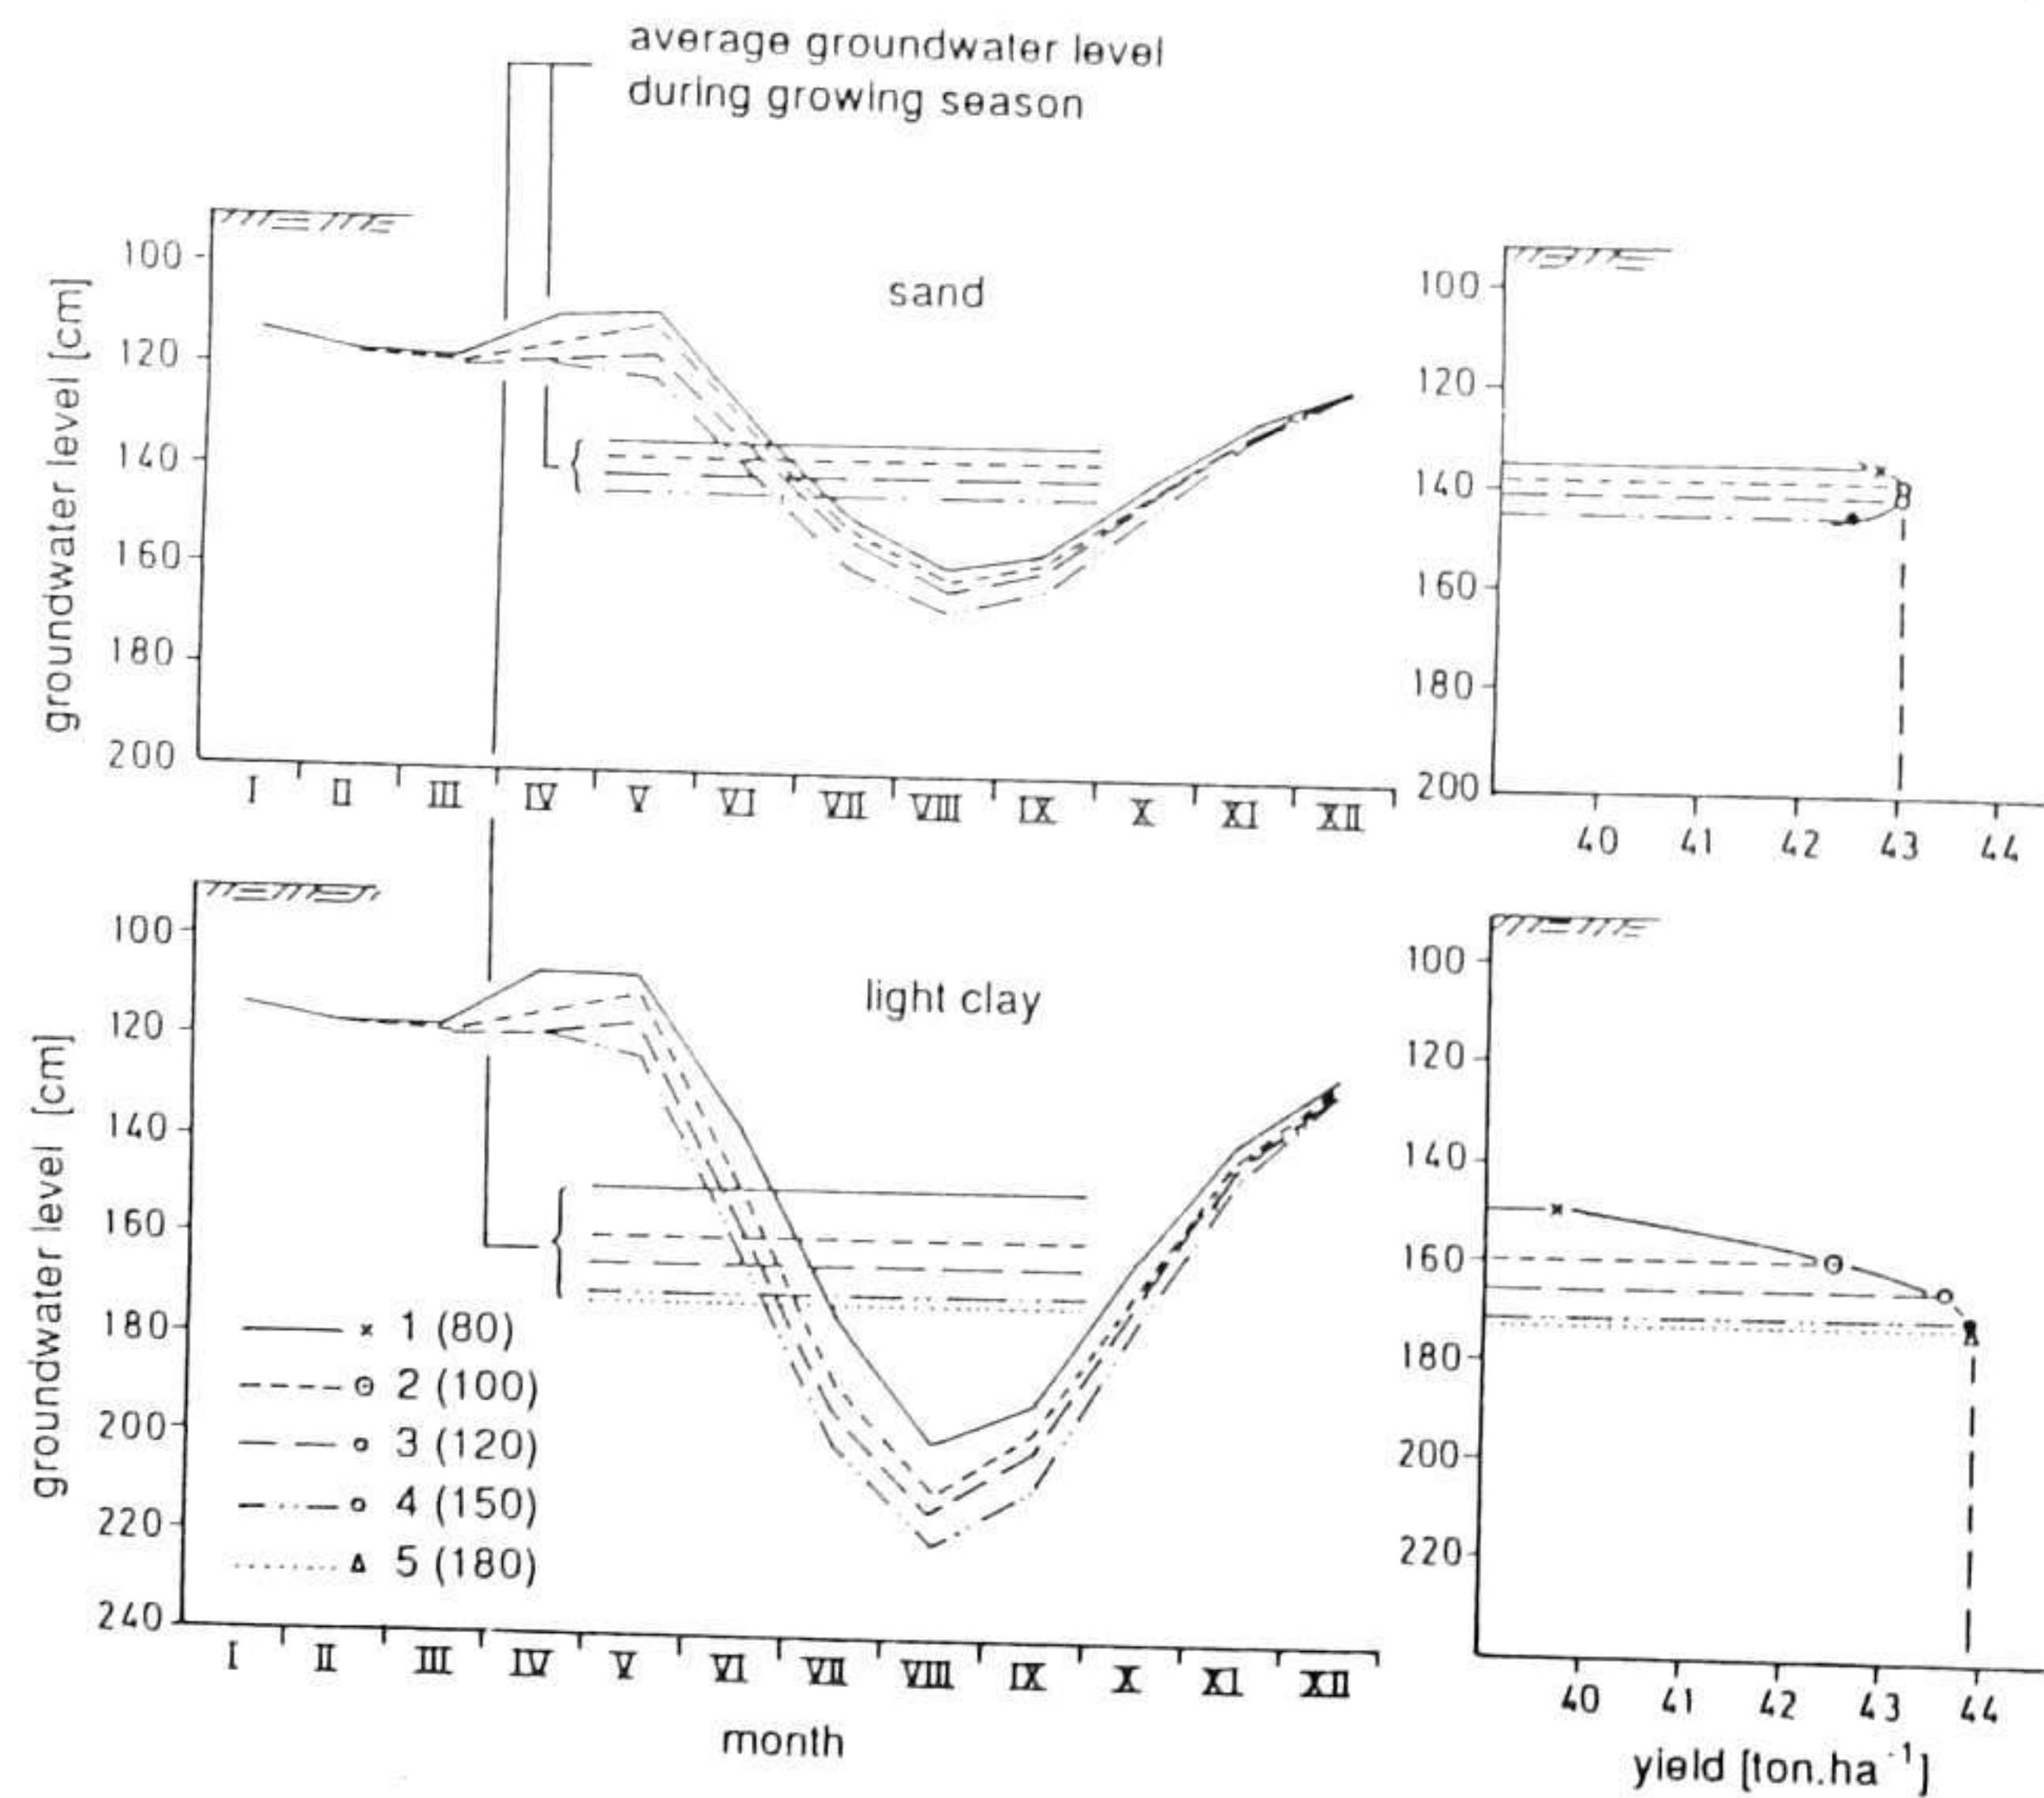 average groundwater level
during growing season
groundwater level [cm]
100
120
140
160
180
200
sand
I II III IV V VI VII VIII IX X XI XII
100
120
140
160
180
200
40 41 42 43 44
groundwater level [cm]
100
120
140
160
180
200
220
240
light clay
1 (80)
2 (100)
3 (120)
4 (150)
5 (180)
I II III IV V VI VII VIII IX X XI XII
month
100
120
140
160
180
200
220
40 41 42 43 44
yield [ton.ha-1]